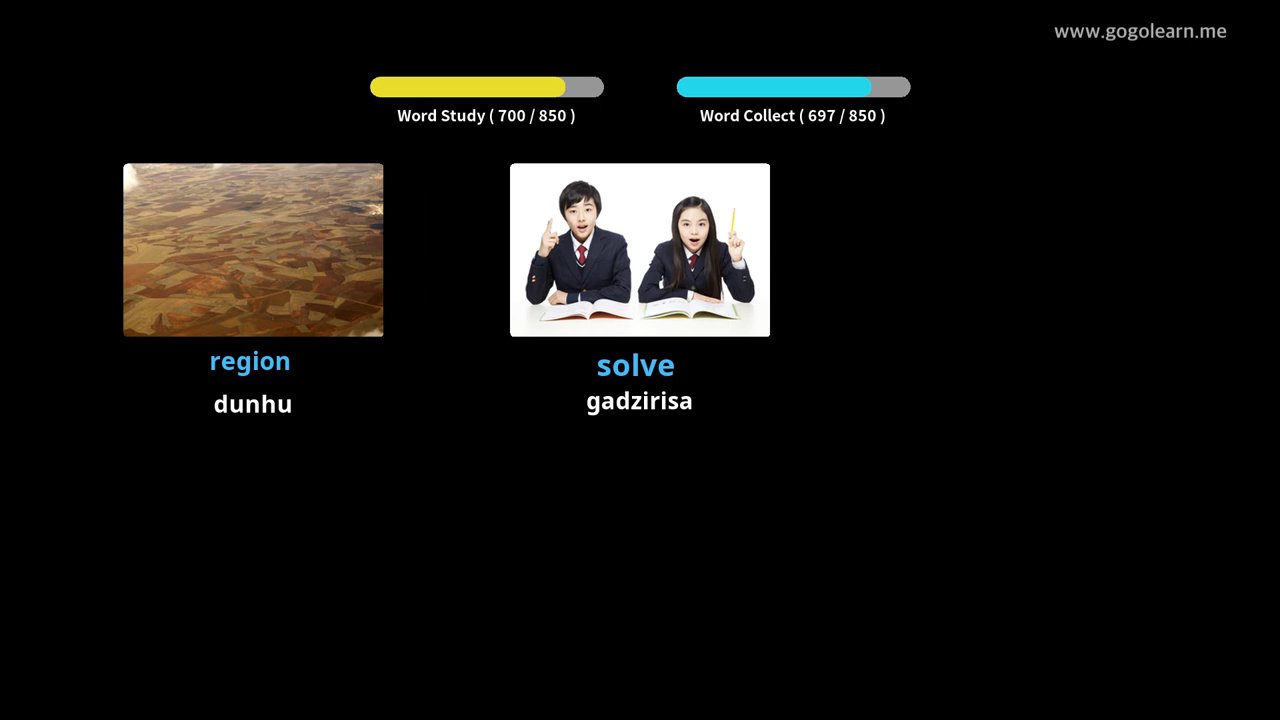 www.gogolearn.me
Word Study ( 700 / 850 )
Word Collect ( 697 / 850 )
region
dunhu
solve
gadzirisa